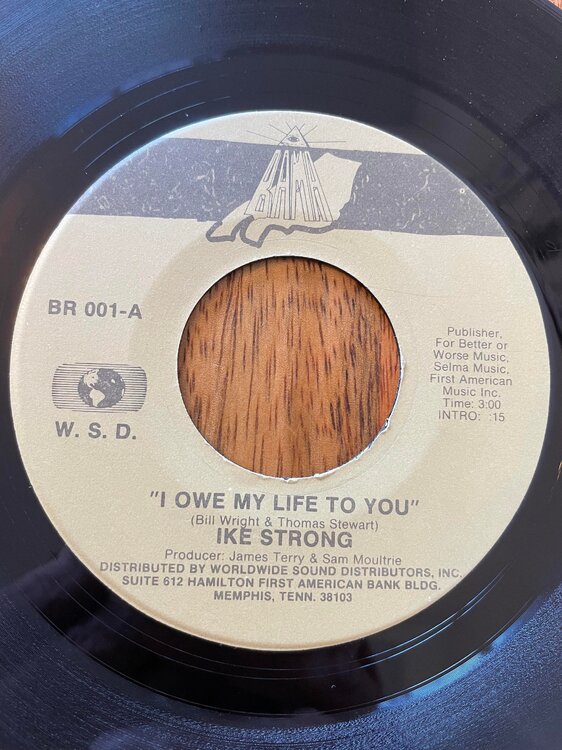 BAMA
BR 001-A
W. S. D.
Publisher,
For Better or
Worse Music,
Selma Music,
First American
Music Inc.
Time: 3:00
INTRO: :15
"I OWE MY LIFE TO YOU"
(Bill Wright & Thomas Stewart)
IKE STRONG
Producer: James Terry & Sam Moultrie
DISTRIBUTED BY WORLDWIDE SOUND DISTRIBUTORS, INC.
SUITE 612 HAMILTON FIRST AMERICAN BANK BLDG.
MEMPHIS, TENN. 38103